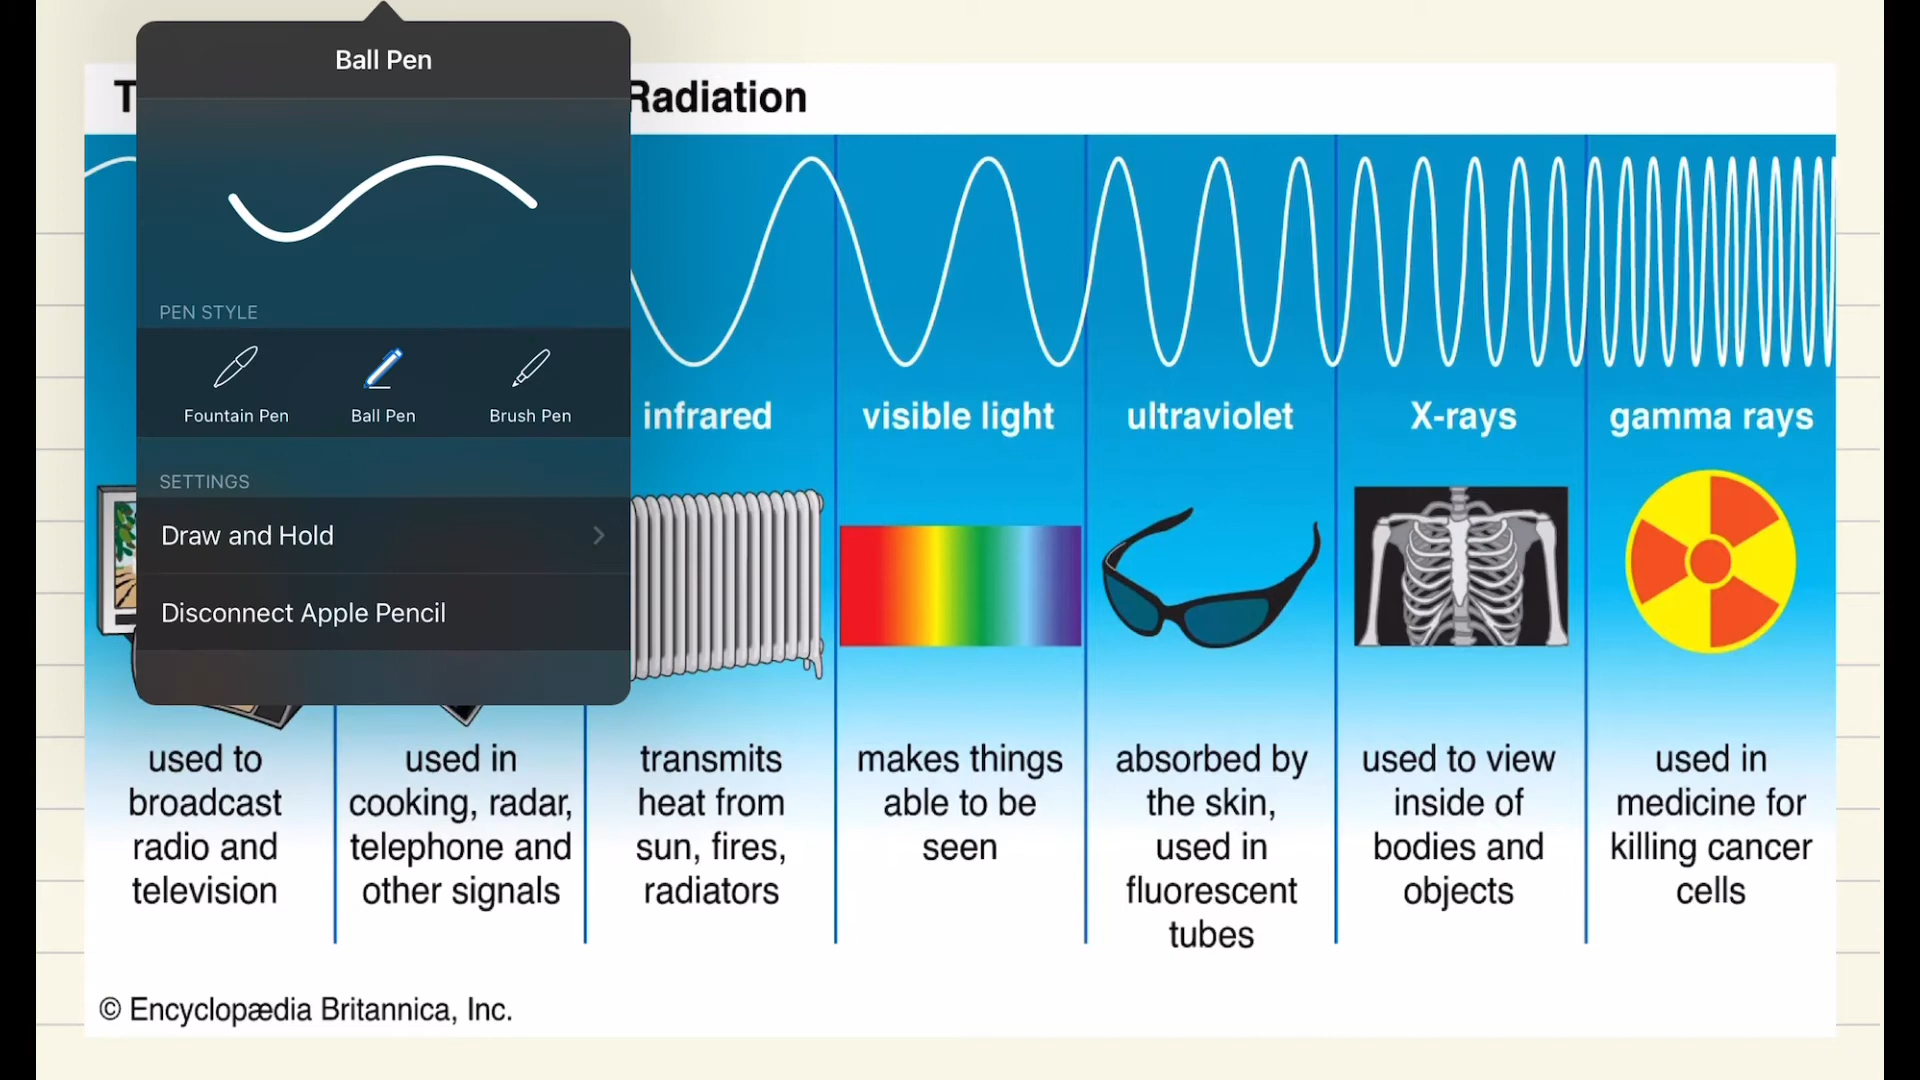 Ball Pen
T Radiation
PEN STYLE
Fountain Pen
Ball Pen
Brush Pen
SETTINGS
Draw and Hold
Disconnect Apple Pencil
infrared
visible light
ultraviolet
X-rays
gamma rays
used to
broadcast
radio and
television
used in
cooking, radar,
telephone and
other signals
transmits
heat from
sun, fires,
radiators
makes things
able to be
seen
absorbed by
the skin,
used in
fluorescent
tubes
used to view
inside of
bodies and
objects
used in
medicine for
killing cancer
cells
© Encyclopædia Britannica, Inc.